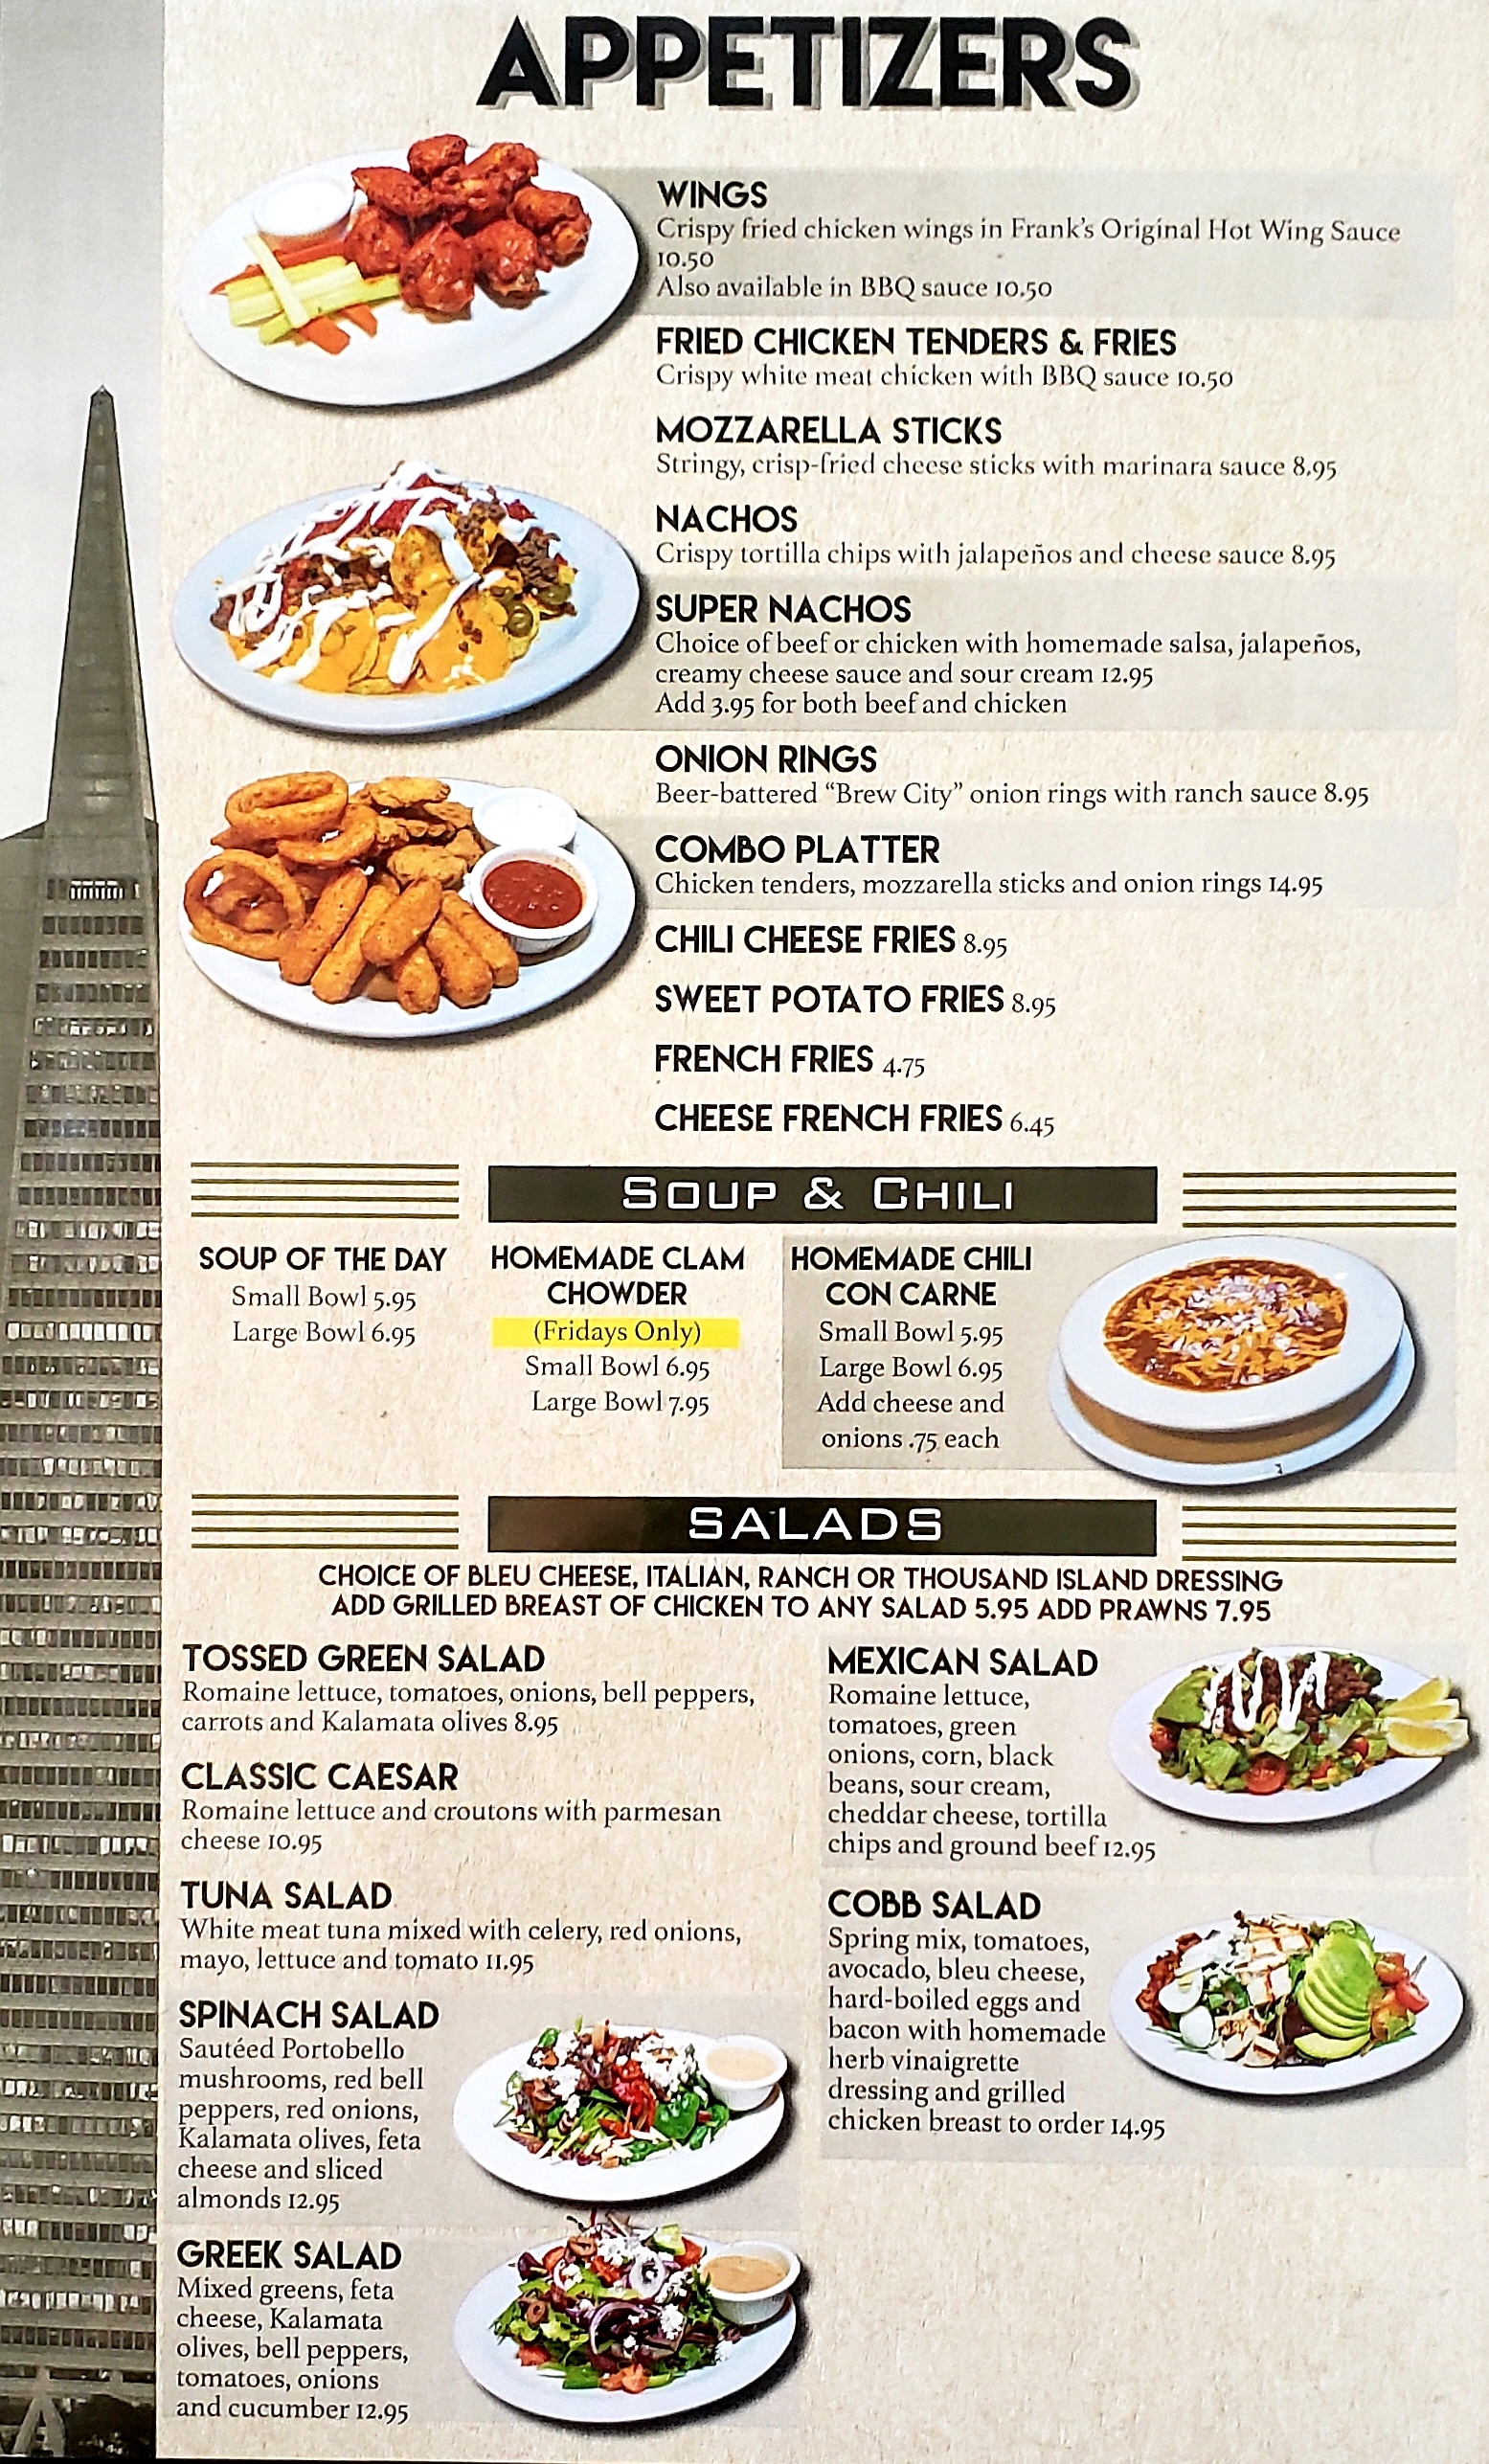 APPETIZERS
WINGS
Crispy fried chicken wings in Frank's Original Hot Wing Sauce
10.50
Also available in BBQ sauce 10.50
FRIED CHICKEN TENDERS & FRIES
Crispy white meat chicken with BBQ sauce 10.50
MOZZARELLA STICKS
Stringy, crisp-fried cheese sticks with marinara sauce 8.95
NACHOS
Crispy tortilla chips with jalapeños and cheese sauce 8.95
SUPER NACHOS
Choice of beef or chicken with homemade salsa, jalapeños,
creamy cheese sauce and sour cream 12.95
Add 3.95 for both beef and chicken
ONION RINGS
Beer-battered “Brew City” onion rings with ranch sauce 8.95
COMBO PLATTER
Chicken tenders, mozzarella sticks and onion rings 14.95
CHILI CHEESE FRIES 8.95
SWEET POTATO FRIES 8.95
FRENCH FRIES 4.75
CHEESE FRENCH FRIES 6.45
SOUP & CHILI
SOUP OF THE DAY
Small Bowl 5.95
Large Bowl 6.95
HOMEMADE CLAM
CHOWDER
(Fridays Only)
Small Bowl 6.95
Large Bowl 7.95
HOMEMADE CHILI
CON CARNE
Small Bowl 5.95
Large Bowl 6.95
Add cheese and
onions .75 each
SALADS
CHOICE OF BLEU CHEESE, ITALIAN, RANCH OR THOUSAND ISLAND DRESSING
ADD GRILLED BREAST OF CHICKEN TO ANY SALAD 5.95 ADD PRAWNS 7.95
TOSSED GREEN SALAD
Romaine lettuce, tomatoes, onions, bell peppers,
carrots and Kalamata olives 8.95
CLASSIC CAESAR
Romaine lettuce and croutons with parmesan
cheese 10.95
TUNA SALAD
White meat tuna mixed with celery, red onions,
mayo, lettuce and tomato 11.95
SPINACH SALAD
Sautéed Portobello
mushrooms, red bell
peppers, red onions,
Kalamata olives, feta
cheese and sliced
almonds 12.95
GREEK SALAD
Mixed greens, feta
cheese, Kalamata
olives, bell peppers,
tomatoes, onions
and cucumber 12.95
MEXICAN SALAD
Romaine lettuce,
tomatoes, green
onions, corn, black
beans, sour cream,
cheddar cheese, tortilla
chips and ground beef 12.95
COBB SALAD
Spring mix, tomatoes,
avocado, bleu cheese,
hard-boiled eggs and
bacon with homemade
herb vinaigrette
dressing and grilled
chicken breast to order 14.95